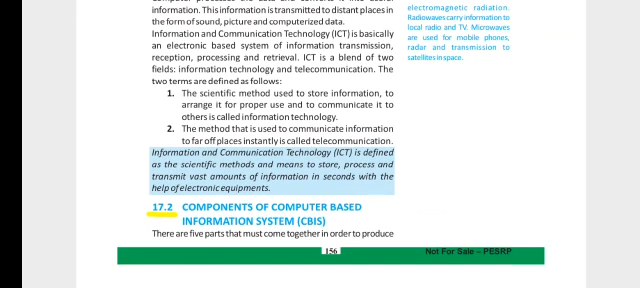 information. This information is transmitted to distant places in
the form of sound, picture and computerized data.
Information and Communication Technology (ICT) is basically
an electronic based system of information transmission,
reception, processing and retrieval. ICT is a blend of two
fields: information technology and telecommunication. The
two terms are defined as follows:
1. The scientific method used to store information, to
arrange it for proper use and to communicate it to
others is called information technology.
2. The method that is used to communicate information
to far off places instantly is called telecommunication.
Information and Communication Technology (ICT) is defined
as the scientific methods and means to store, process and
transmit vast amounts of information in seconds with the
help of electronic equipments.
17.2 COMPONENTS OF COMPUTER BASED
INFORMATION SYSTEM (CBIS)
There are five parts that must come together in order to produce
electromagnetic radiation.
Radiowaves carry information to
local radio and TV. Microwaves
are used for mobile phones,
radar and transmission to
satellites in space.
156
Not For Sale – PESRP